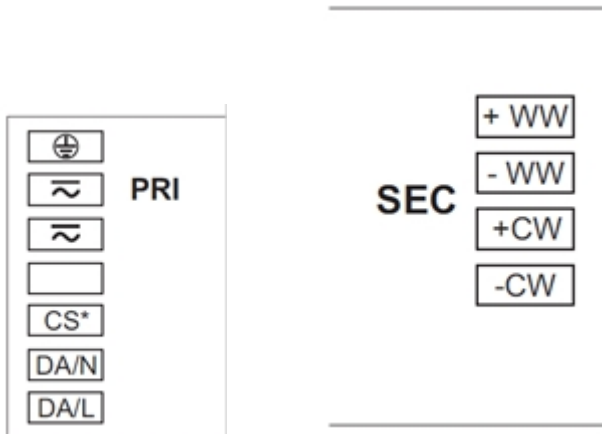 PRI
CS*
DA/N
DA/L
SEC
+ WW
- WW
+CW
-CW